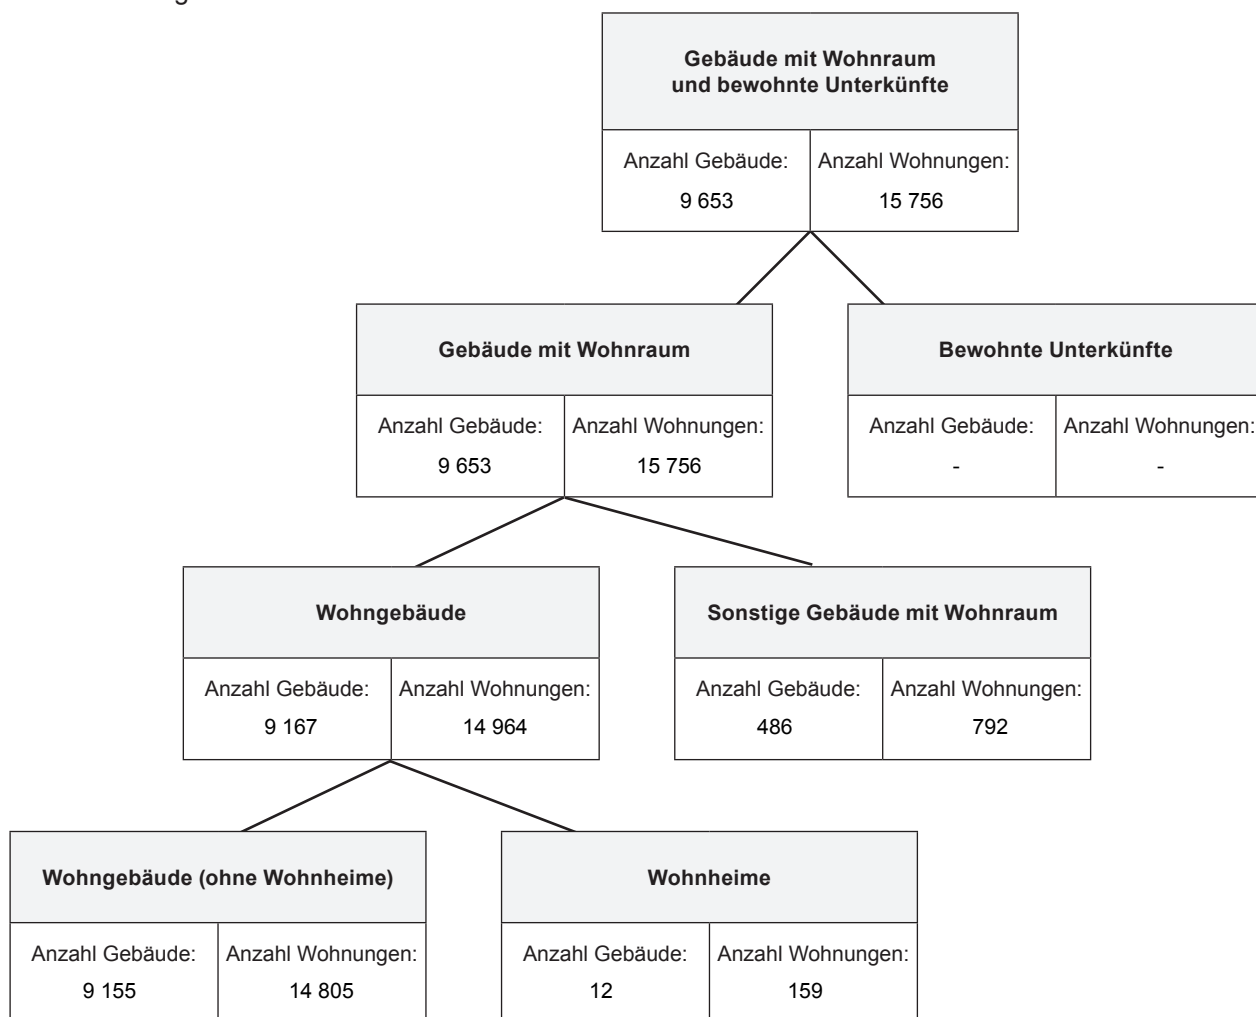 Gebäude mit Wohnraum
und bewohnte Unterkünfte
Anzahl Gebäude: Anzahl Wohnungen:
9 653 15 756
Gebäude mit Wohnraum
Anzahl Gebäude: Anzahl Wohnungen:
9 653 15 756
Bewohnte Unterkünfte
Anzahl Gebäude: Anzahl Wohnungen:
- -
Wohngebäude
Anzahl Gebäude: Anzahl Wohnungen:
9 167 14 964
Sonstige Gebäude mit Wohnraum
Anzahl Gebäude: Anzahl Wohnungen:
486 792
Wohngebäude (ohne Wohnheime)
Anzahl Gebäude: Anzahl Wohnungen:
9 155 14 805
Wohnheime
Anzahl Gebäude: Anzahl Wohnungen:
12 159